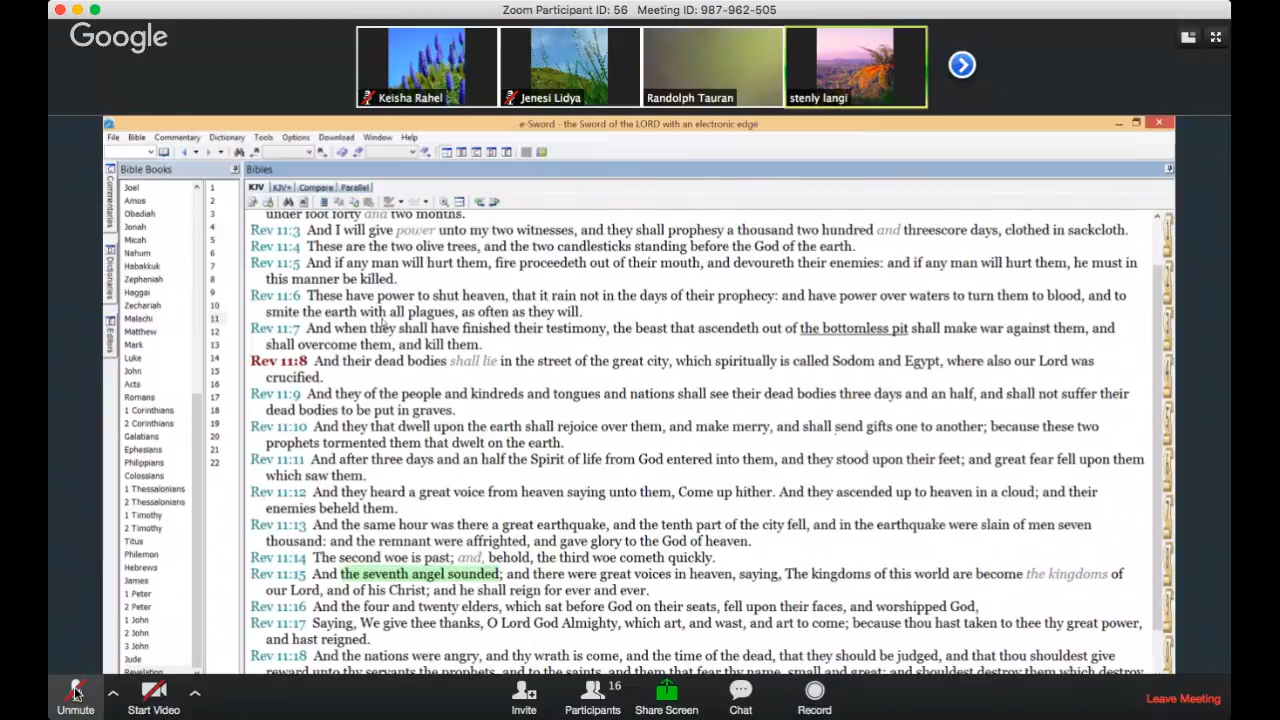 Zoom Participant ID: 56 Meeting ID: 987-962-505
Google
Keisha Rahel
Jenesi Lidya
Randolph Tauran
stenly langi
e-Sword - the Sword of the LORD with an electronic edge
File Bible Commentary Dictionary Tools Options Download Window Help
Bible Books
Bibles
Commentaries
Dictionaries
Editors
Joel 1
Amos 2
Obadiah 3
Jonah 4
Micah 5
Nahum 6
Habakkuk 7
Zephaniah 8
Haggai 9
Zechariah 10
Malachi 11
Matthew 12
Mark 13
Luke 14
John 15
Acts 16
Romans 17
1 Corinthians 18
2 Corinthians 19
Galatians 20
Ephesians 21
Philippians 22
Colossians
1 Thessalonians
2 Thessalonians
1 Timothy
2 Timothy
Titus
Philemon
Hebrews
James
1 Peter
2 Peter
1 John
2 John
3 John
Jude
Revelation
KJV KJV+ Compare Parallel
under foot forty and two months.
Rev 11:3 And I will give power unto my two witnesses, and they shall prophesy a thousand two hundred and threescore days, clothed in sackcloth.
Rev 11:4 These are the two olive trees, and the two candlesticks standing before the God of the earth.
Rev 11:5 And if any man will hurt them, fire proceedeth out of their mouth, and devoureth their enemies: and if any man will hurt them, he must in
this manner be killed.
Rev 11:6 These have power to shut heaven, that it rain not in the days of their prophecy: and have power over waters to turn them to blood, and to
smite the earth with all plagues, as often as they will.
Rev 11:7 And when they shall have finished their testimony, the beast that ascendeth out of the bottomless pit shall make war against them, and
shall overcome them, and kill them.
Rev 11:8 And their dead bodies shall lie in the street of the great city, which spiritually is called Sodom and Egypt, where also our Lord was
crucified.
Rev 11:9 And they of the people and kindreds and tongues and nations shall see their dead bodies three days and an half, and shall not suffer their
dead bodies to be put in graves.
Rev 11:10 And they that dwell upon the earth shall rejoice over them, and make merry, and shall send gifts one to another; because these two
prophets tormented them that dwelt on the earth.
Rev 11:11 And after three days and an half the Spirit of life from God entered into them, and they stood upon their feet; and great fear fell upon them
which saw them.
Rev 11:12 And they heard a great voice from heaven saying unto them, Come up hither. And they ascended up to heaven in a cloud; and their
enemies beheld them.
Rev 11:13 And the same hour was there a great earthquake, and the tenth part of the city fell, and in the earthquake were slain of men seven
thousand: and the remnant were affrighted, and gave glory to the God of heaven.
Rev 11:14 The second woe is past; and, behold, the third woe cometh quickly.
Rev 11:15 And the seventh angel sounded; and there were great voices in heaven, saying, The kingdoms of this world are become the kingdoms of
our Lord, and of his Christ; and he shall reign for ever and ever.
Rev 11:16 And the four and twenty elders, which sat before God on their seats, fell upon their faces, and worshipped God,
Rev 11:17 Saying, We give thee thanks, O Lord God Almighty, which art, and wast, and art to come; because thou hast taken to thee thy great power,
and hast reigned.
Rev 11:18 And the nations were angry, and thy wrath is come, and the time of the dead, that they should be judged, and that thou shouldest give
reward unto thy servants the prophets, and to the saints, and them that fear thy name, small and great; and shouldest destroy them which destroy
Unmute
Start Video
Invite
Participants 16
Share Screen
Chat
Record
Leave Meeting